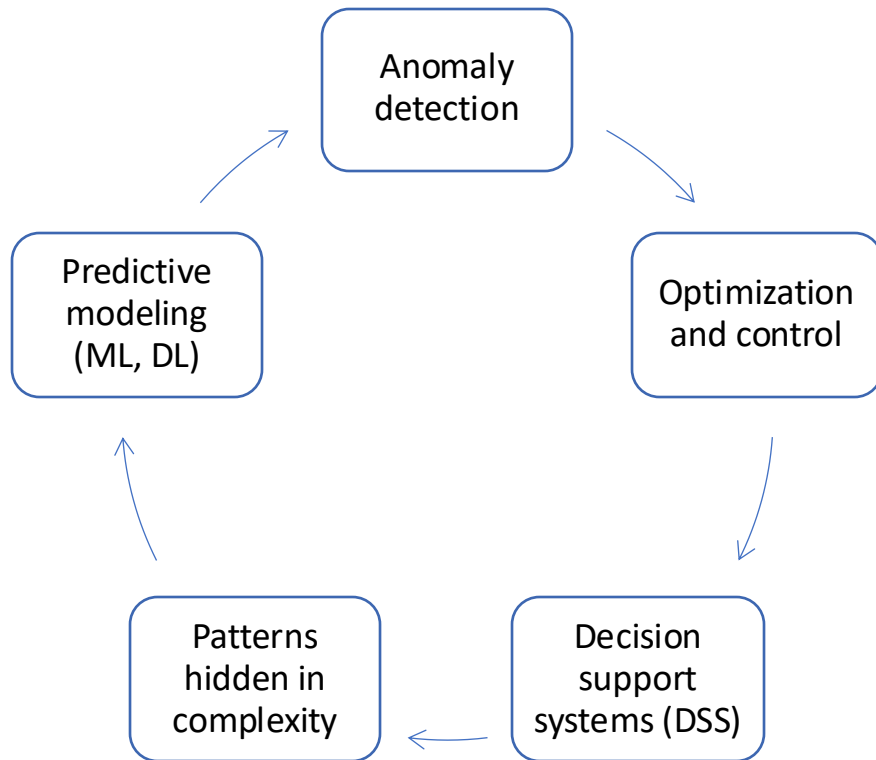 Anomaly
detection
Optimization
and control
Decision
support
systems (DSS)
Patterns
hidden in
complexity
Predictive
modeling
(ML, DL)